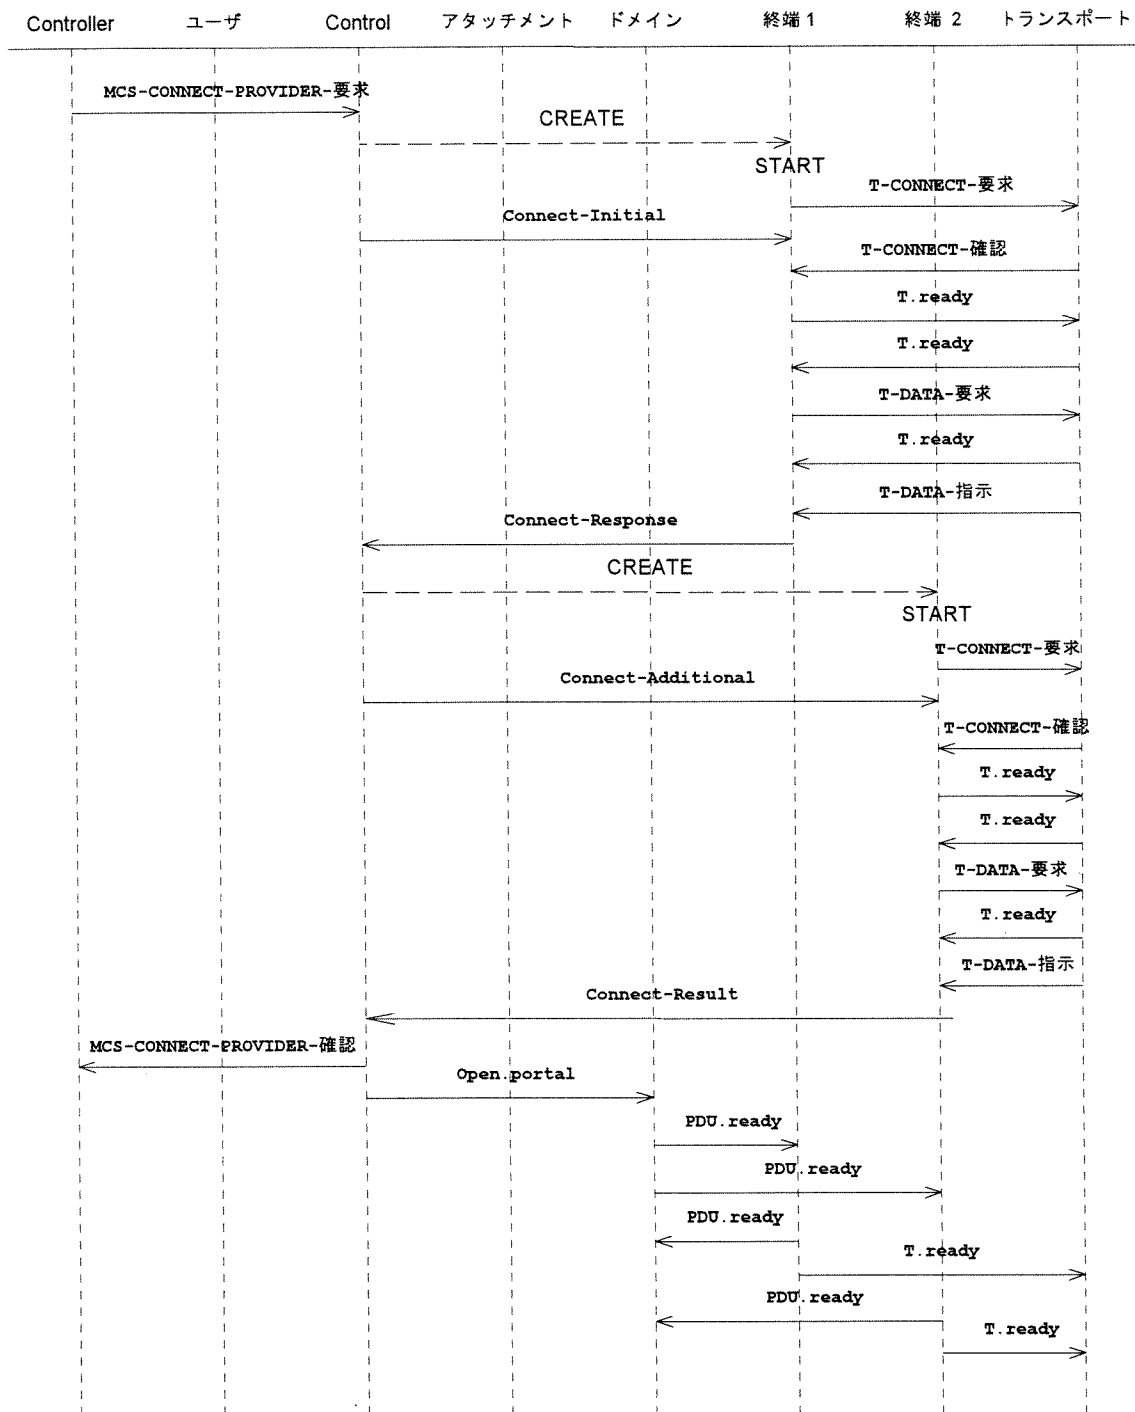 Controller ユーザ Control アタッチメント ドメイン 終端 1 終端 2 トランスポート
MCS-CONNECT-PROVIDER-要求
CREATE
START
T-CONNECT-要求
Connect-Initial
T-CONNECT-確認
T.ready
T.ready
T-DATA-要求
T.ready
T-DATA-指示
Connect-Response
CREATE
START
T-CONNECT-要求
Connect-Additional
T-CONNECT-確認
T.ready
T.ready
T-DATA-要求
T.ready
T-DATA-指示
Connect-Result
MCS-CONNECT-PROVIDER-確認
Open.portal
PDU.ready
PDU.ready
PDU.ready
T.ready
PDU.ready
T.ready